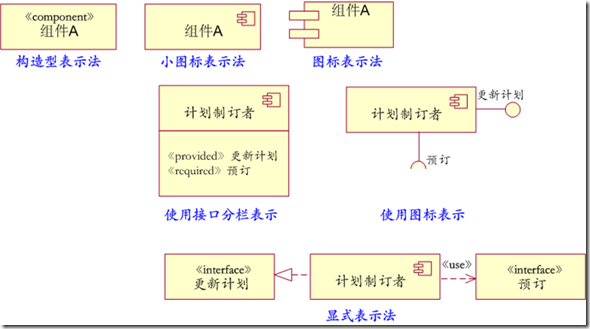 «component»
组件A
组件A
组件A
构造型表示法
小图标表示法
图标表示法
计划制订者
«provided» 更新计划
«required» 预订
计划制订者
更新计划
预订
使用接口分栏表示
使用图标表示
«interface»
更新计划
计划制订者
«use»
«interface»
预订
显式表示法